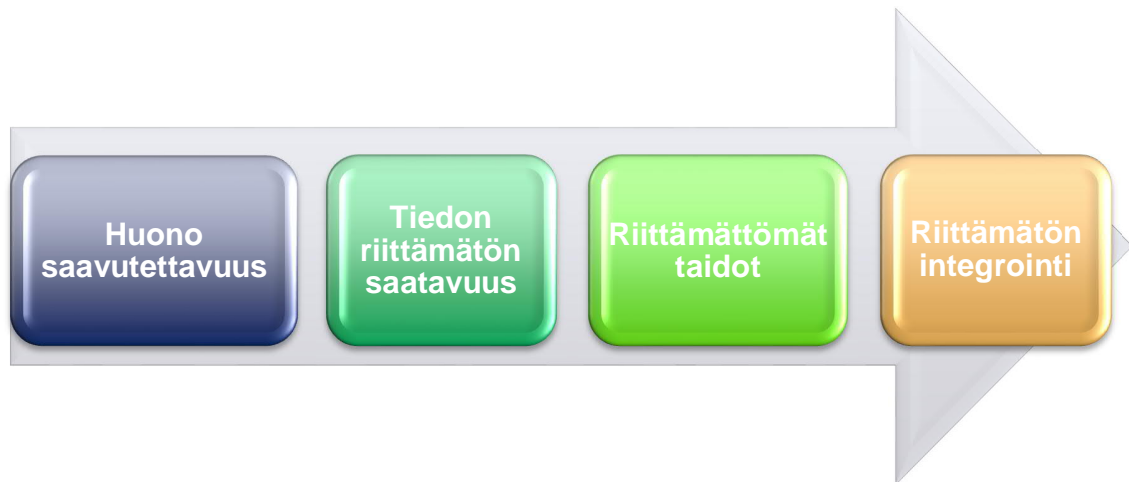 Huono
saavutettavuus
Tiedon
riittämätön
saatavuus
Riittämättömät
taidot
Riittämätön
integrointi